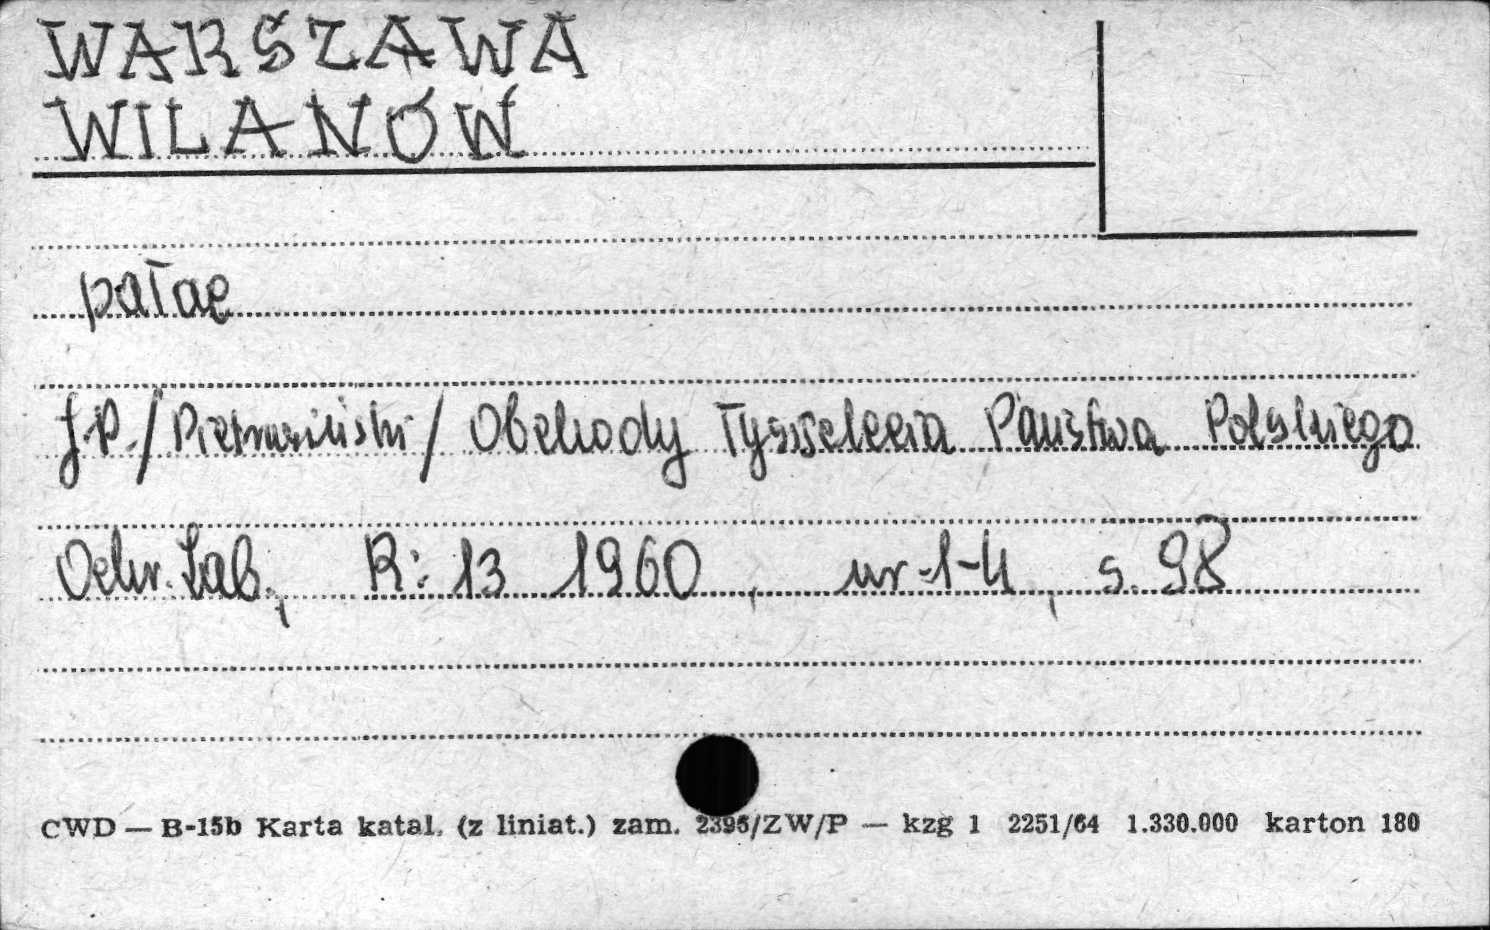 WARSZAWA
WILANÓW
pałac
J.P. / Pietrusiński / Obchody Tysiąclecia Państwa Polskiego
Ochr. Zab., R: 13 1960, nr 1-4, s. 98
CWD — B-15b Karta katal. (z liniat.) zam. 2395/ZW/P — kzg 1 2251/64 1.330.000 karton 180